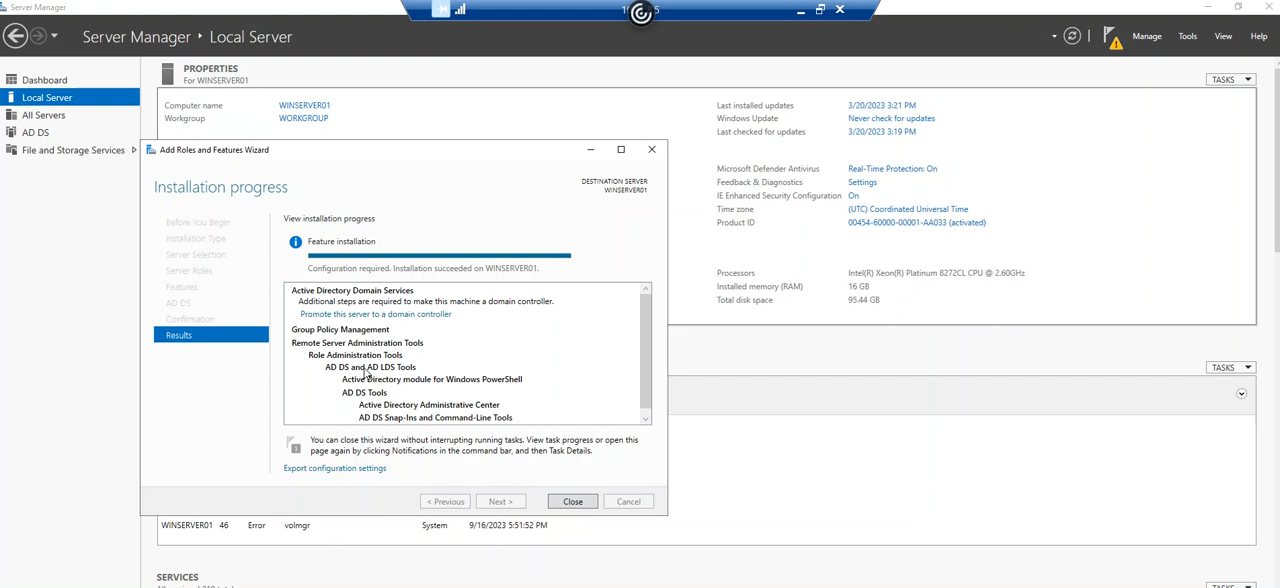 Server Manager
Server Manager ‣ Local Server
Manage
Tools
View
Help
Dashboard
Local Server
All Servers
AD DS
File and Storage Services
PROPERTIES
For WINSERVER01
TASKS
Computer name WINSERVER01
Workgroup WORKGROUP
Last installed updates 3/20/2023 3:21 PM
Windows Update Never check for updates
Last checked for updates 3/20/2023 3:19 PM
Microsoft Defender Antivirus Real-Time Protection: On
Feedback & Diagnostics Settings
IE Enhanced Security Configuration On
Time zone (UTC) Coordinated Universal Time
Product ID 00454-60000-00001-AA033 (activated)
Processors Intel(R) Xeon(R) Platinum 8272CL CPU @ 2.60GHz
Installed memory (RAM) 16 GB
Total disk space 95.44 GB
Add Roles and Features Wizard
Installation progress
DESTINATION SERVER
WINSERVER01
Before You Begin
Installation Type
Server Selection
Server Roles
Features
AD DS
Confirmation
Results
View installation progress
Feature installation
Configuration required. Installation succeeded on WINSERVER01.
Active Directory Domain Services
Additional steps are required to make this machine a domain controller.
Promote this server to a domain controller
Group Policy Management
Remote Server Administration Tools
Role Administration Tools
AD DS and AD LDS Tools
Active Directory module for Windows PowerShell
AD DS Tools
Active Directory Administrative Center
AD DS Snap-Ins and Command-Line Tools
1
You can close this wizard without interrupting running tasks. View task progress or open this
page again by clicking Notifications in the command bar, and then Task Details.
Export configuration settings
< Previous
Next >
Close
Cancel
TASKS
WINSERVER01 46 Error volmgr System 9/16/2023 5:51:52 PM
SERVICES
TASKS